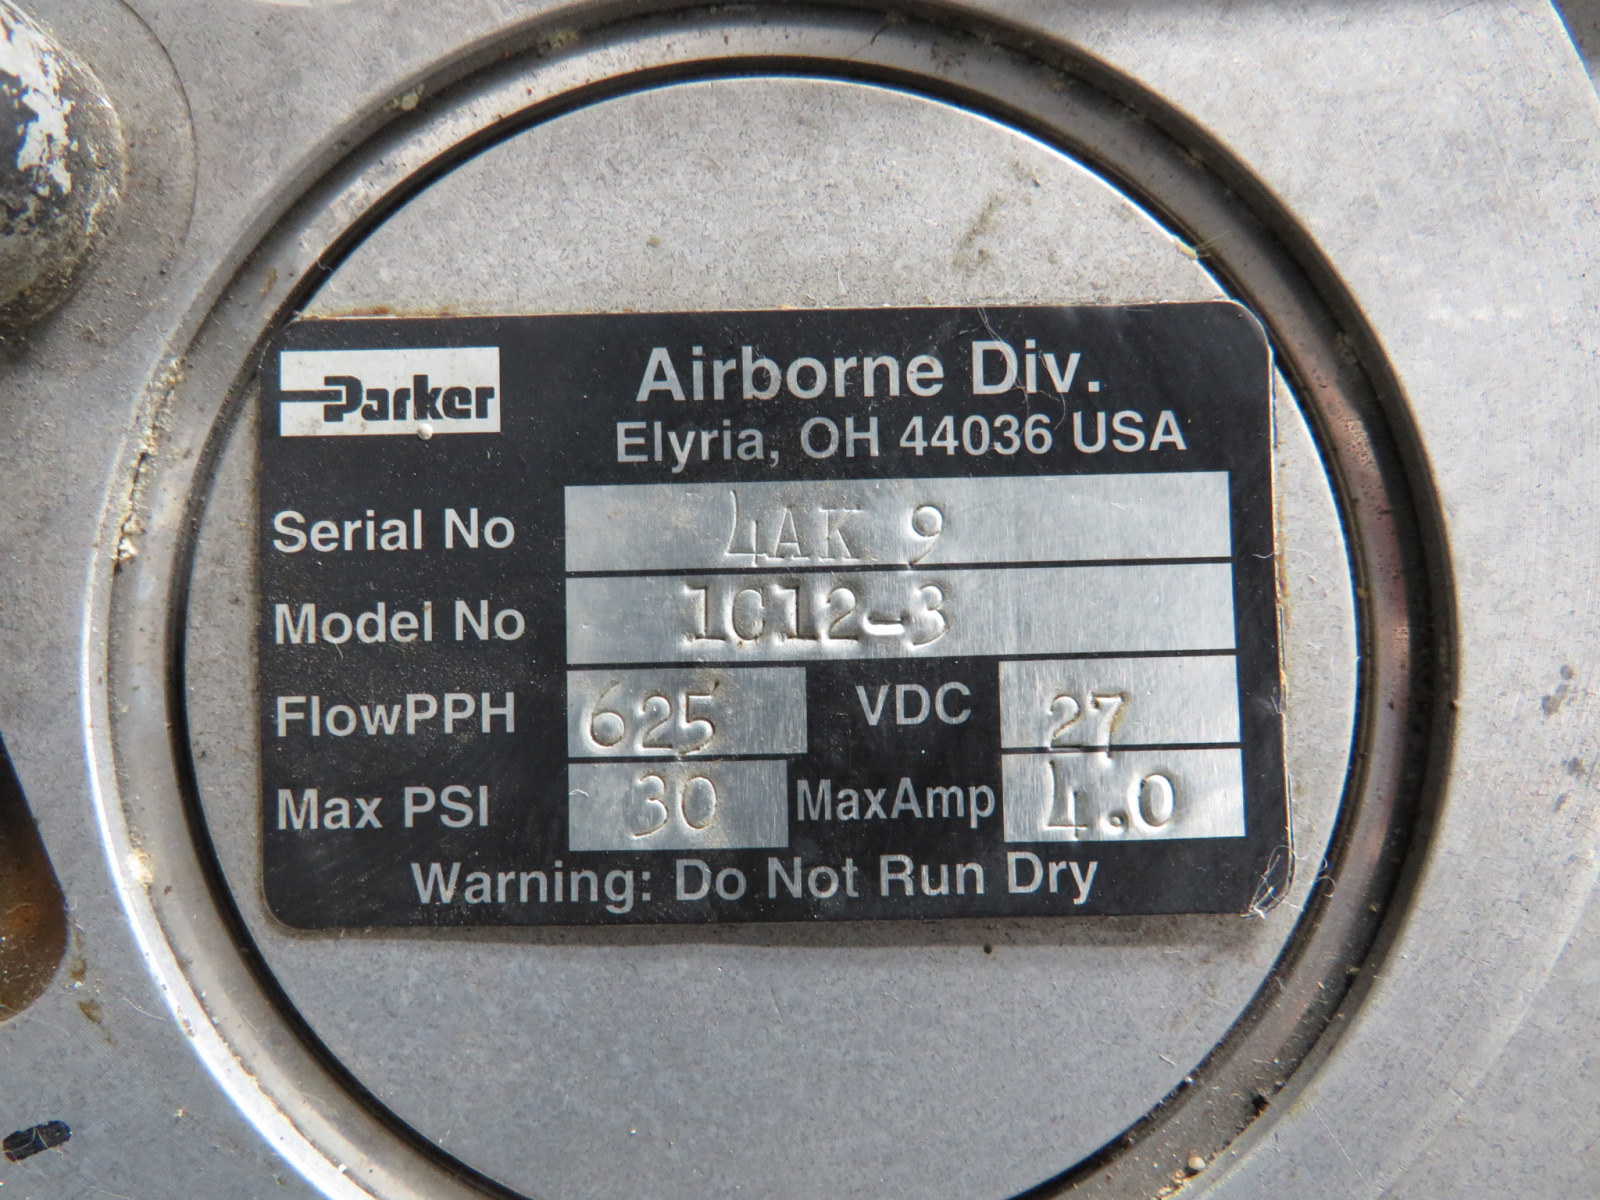 Parker
Airborne Div.
Elyria, OH 44036 USA
Serial No 4AK 9
Model No 1C12-3
FlowPPH 625 VDC 27
Max PSI 30 MaxAmp 4.0
Warning: Do Not Run Dry